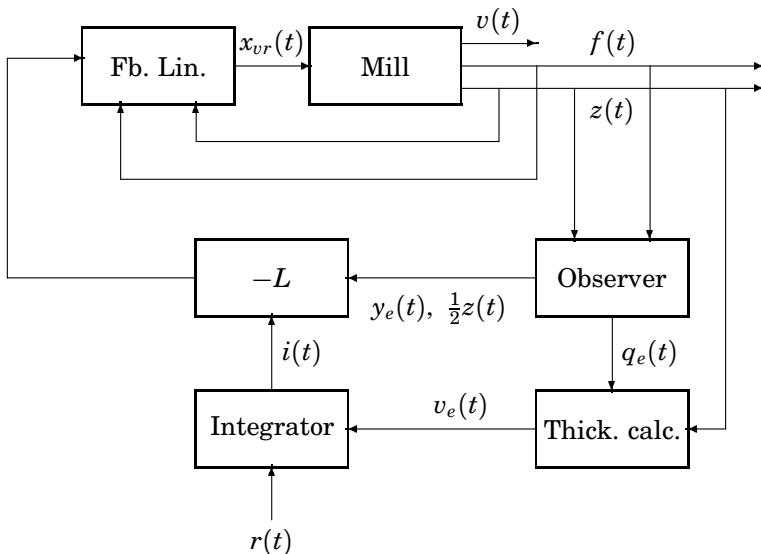 v(t)
x_{vr}(t)
f(t)
Fb. Lin.
Mill
z(t)
−L
Observer
y_e(t), ½z(t)
i(t)
q_e(t)
v_e(t)
Integrator
Thick. calc.
r(t)